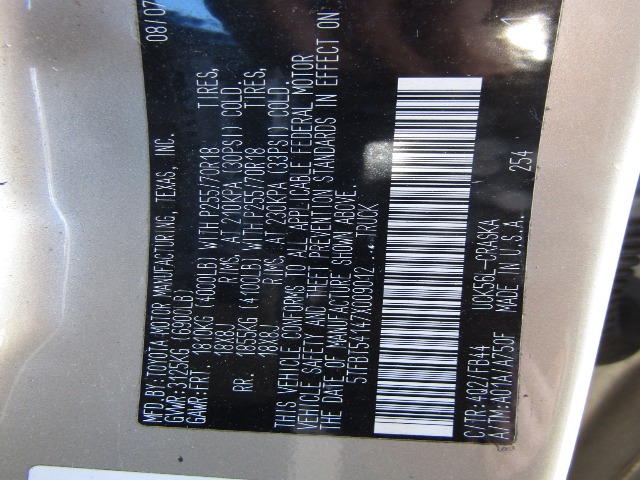 MFD.BY:TOYOTA MOTOR MANUFACTURING, TEXAS, INC. 08/07
GVWR:3125KG (6900LB)
GAWR:FRT. 1810KG (4000LB) WITH P255/70R18 TIRES,
18X8J RIMS, AT 210KPA (30PSI) COLD.
RR. 1855KG (4100LB) WITH P255/70R18 TIRES,
18X8J RIMS, AT 230KPA (33PSI) COLD.
THIS VEHICLE CONFORMS TO ALL APPLICABLE FEDERAL MOTOR
VEHICLE SAFETY AND THEFT PREVENTION STANDARDS IN EFFECT ON
THE DATE OF MANUFACTURE SHOWN ABOVE.
5TFBT54147X009012 TRUCK
C/TR:4Q2/FB44 UCK56L-CRASKA 254
A/TM:A01A/A750F MADE IN U.S.A.